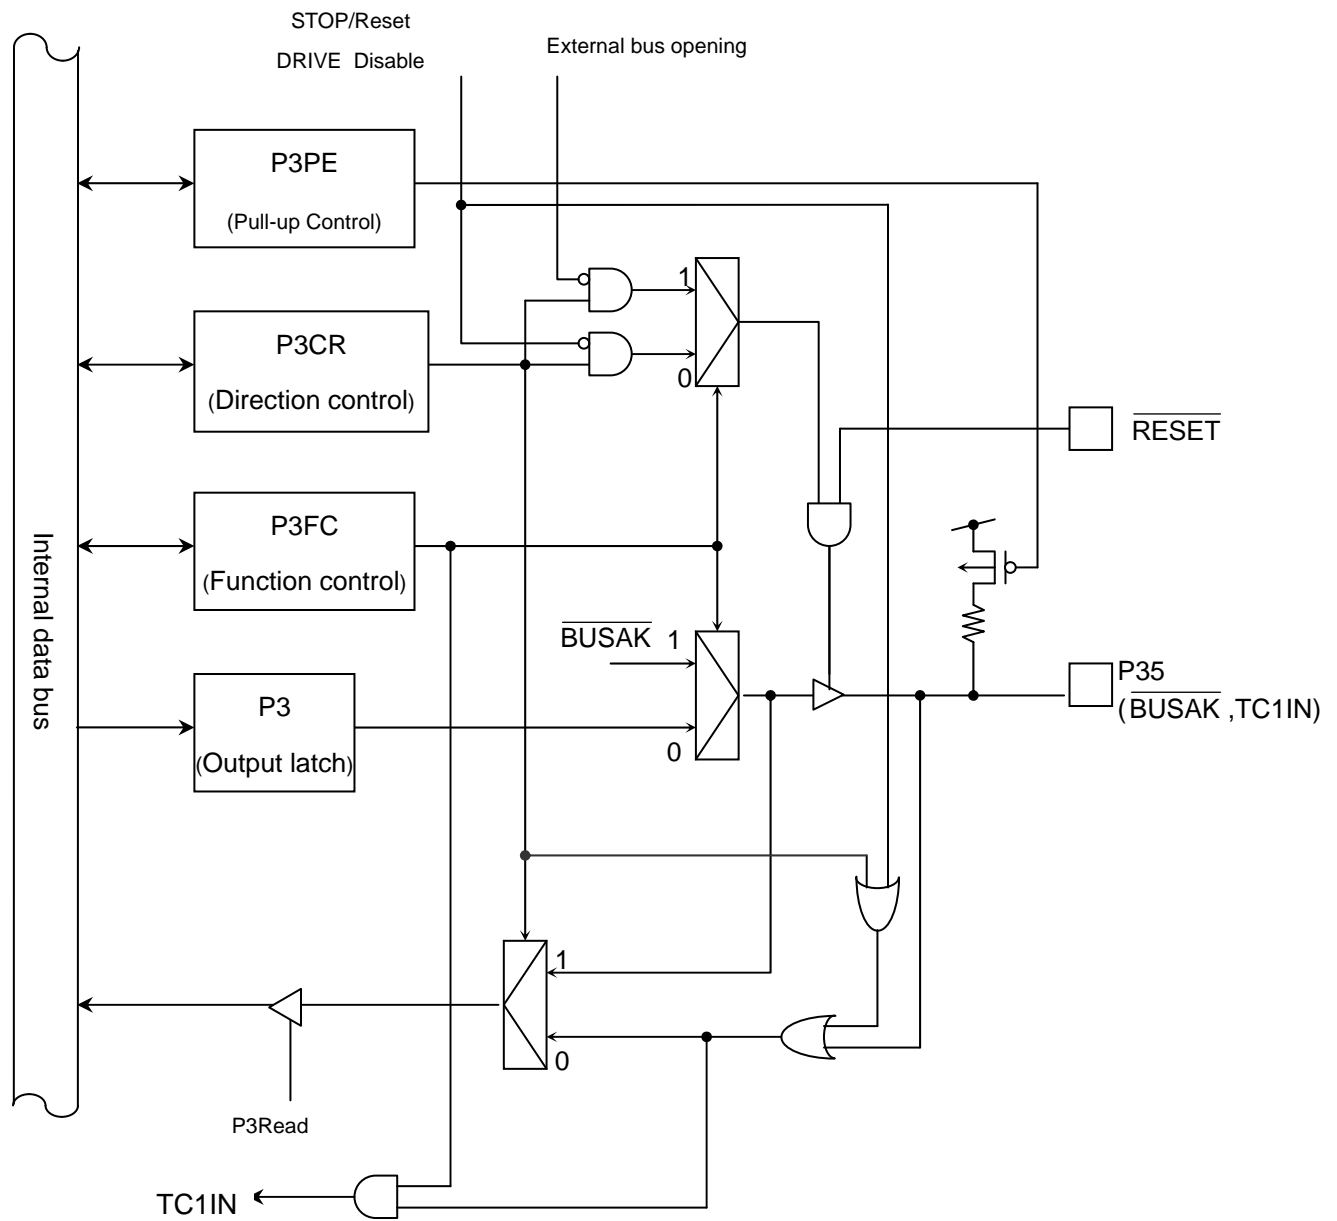 STOP/Reset
DRIVE Disable
External bus opening
P3PE
(Pull-up Control)
1
P3CR
(Direction control)
0
RESET
Internal data bus
P3FC
(Function control)
BUSAK 1
P3
(Output latch)
0
P35
(BUSAK ,TC1IN)
1
0
P3Read
TC1IN